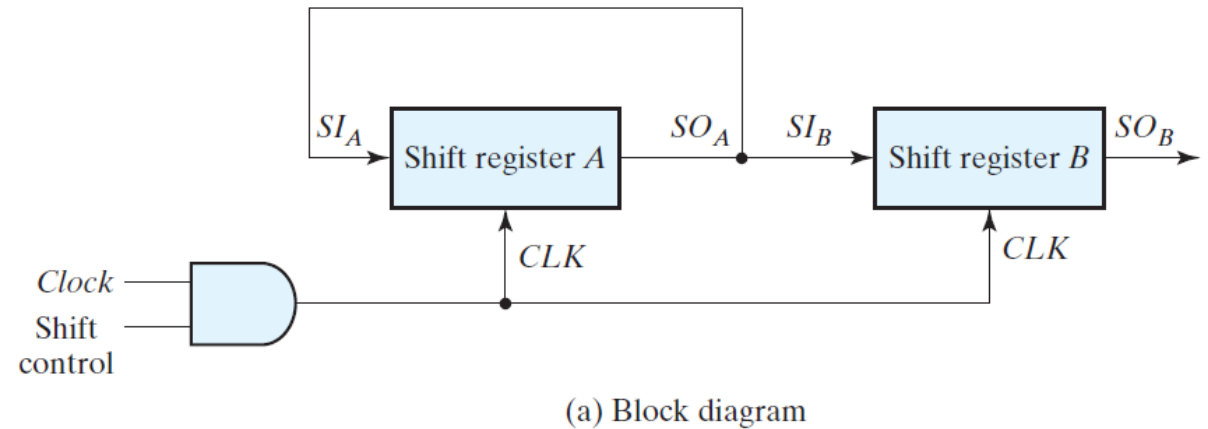 SI_A
Shift register A
SO_A
SI_B
Shift register B
SO_B
CLK
CLK
Clock
Shift
control
(a) Block diagram